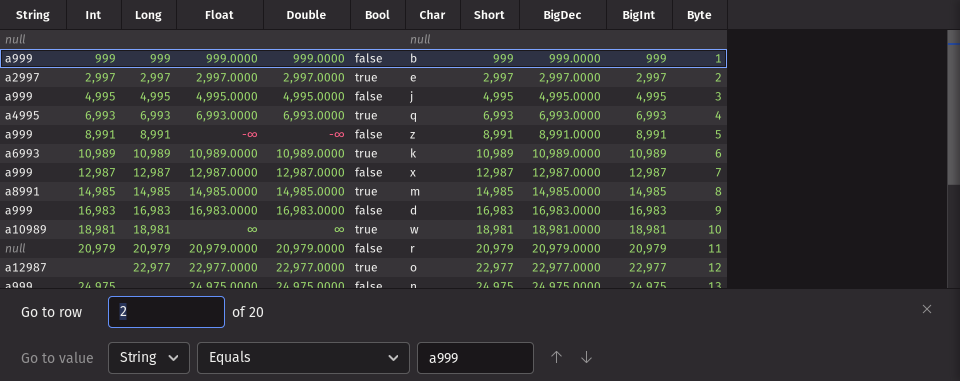 String Int Long Float Double Bool Char Short BigDec BigInt Byte
null null
a999 999 999 999.0000 999.0000 false b 999 999.0000 999 1
a2997 2,997 2,997 2,997.0000 2,997.0000 true e 2,997 2,997.0000 2,997 2
a999 4,995 4,995 4,995.0000 4,995.0000 false j 4,995 4,995.0000 4,995 3
a4995 6,993 6,993 6,993.0000 6,993.0000 true q 6,993 6,993.0000 6,993 4
a999 8,991 8,991 -∞ -∞ false z 8,991 8,991.0000 8,991 5
a6993 10,989 10,989 10,989.0000 10,989.0000 true k 10,989 10,989.0000 10,989 6
a999 12,987 12,987 12,987.0000 12,987.0000 false x 12,987 12,987.0000 12,987 7
a8991 14,985 14,985 14,985.0000 14,985.0000 true m 14,985 14,985.0000 14,985 8
a999 16,983 16,983 16,983.0000 16,983.0000 false d 16,983 16,983.0000 16,983 9
a10989 18,981 18,981 ∞ ∞ true w 18,981 18,981.0000 18,981 10
null 20,979 20,979 20,979.0000 20,979.0000 false r 20,979 20,979.0000 20,979 11
a12987 22,977 22,977.0000 22,977.0000 true o 22,977 22,977.0000 22,977 12
a999 24,975 24,975.0000 24,975.0000 false n 24,975 24,975.0000 24,975 13
Go to row 2 of 20
Go to value String Equals a999